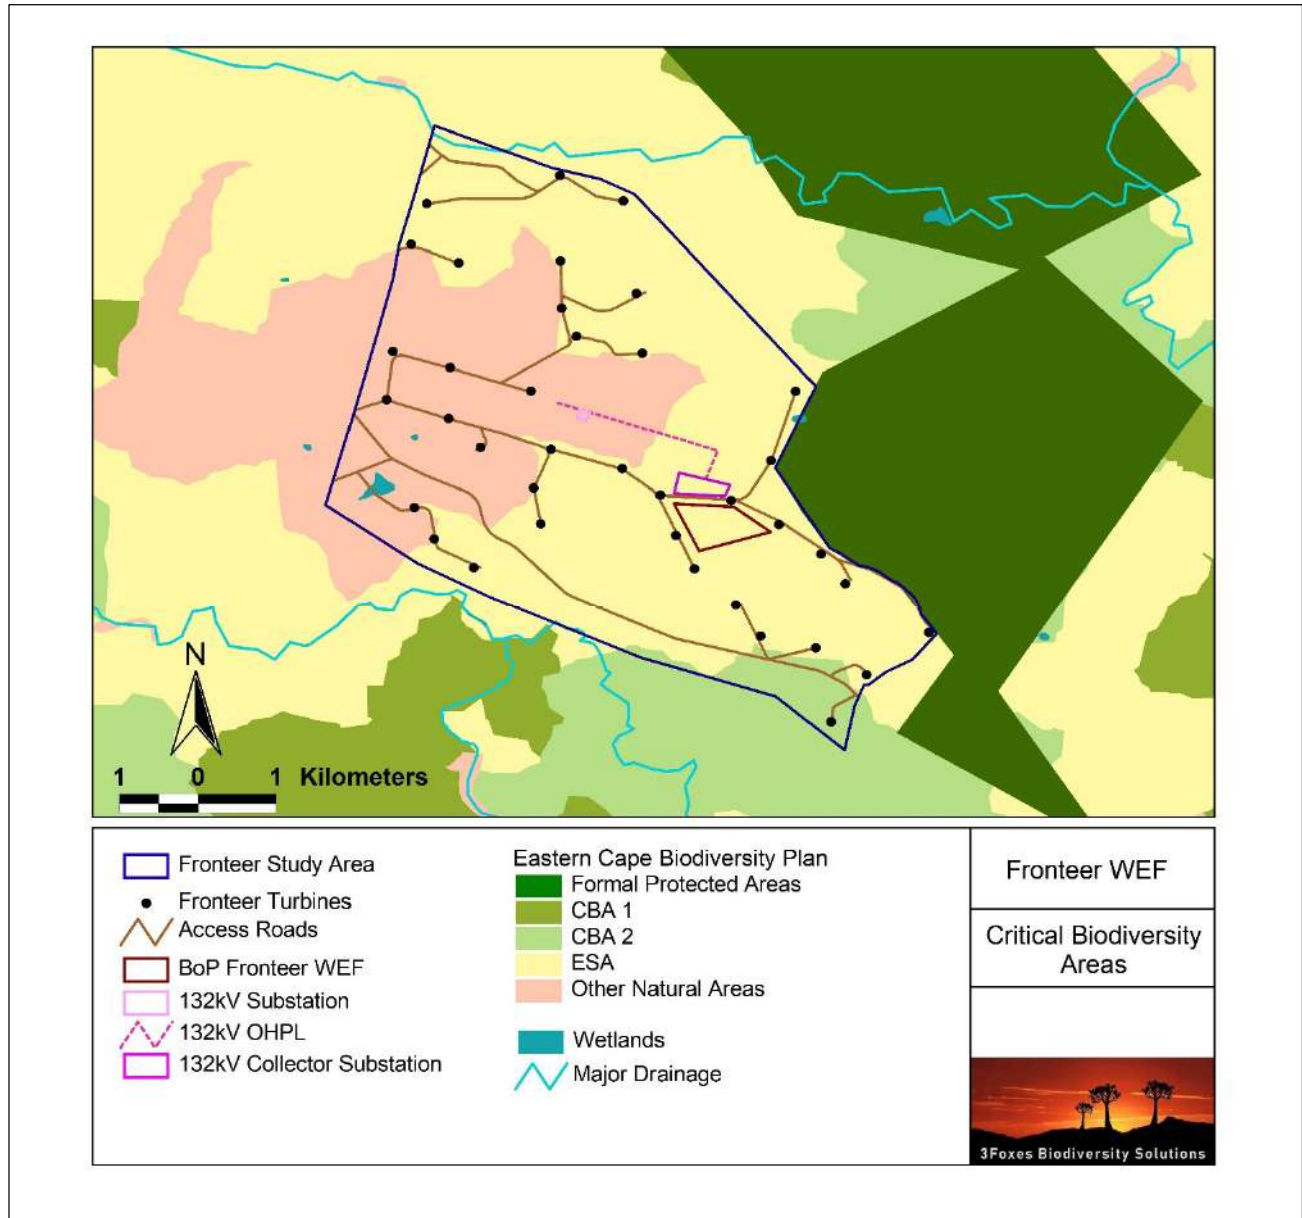 N
1 0 1 Kilometers
Fronteer Study Area
Fronteer Turbines
Access Roads
BoP Fronteer WEF
132kV Substation
132kV OHPL
132kV Collector Substation
Eastern Cape Biodiversity Plan
Formal Protected Areas
CBA 1
CBA 2
ESA
Other Natural Areas
Wetlands
Major Drainage
Fronteer WEF
Critical Biodiversity
Areas
3Foxes Biodiversity Solutions